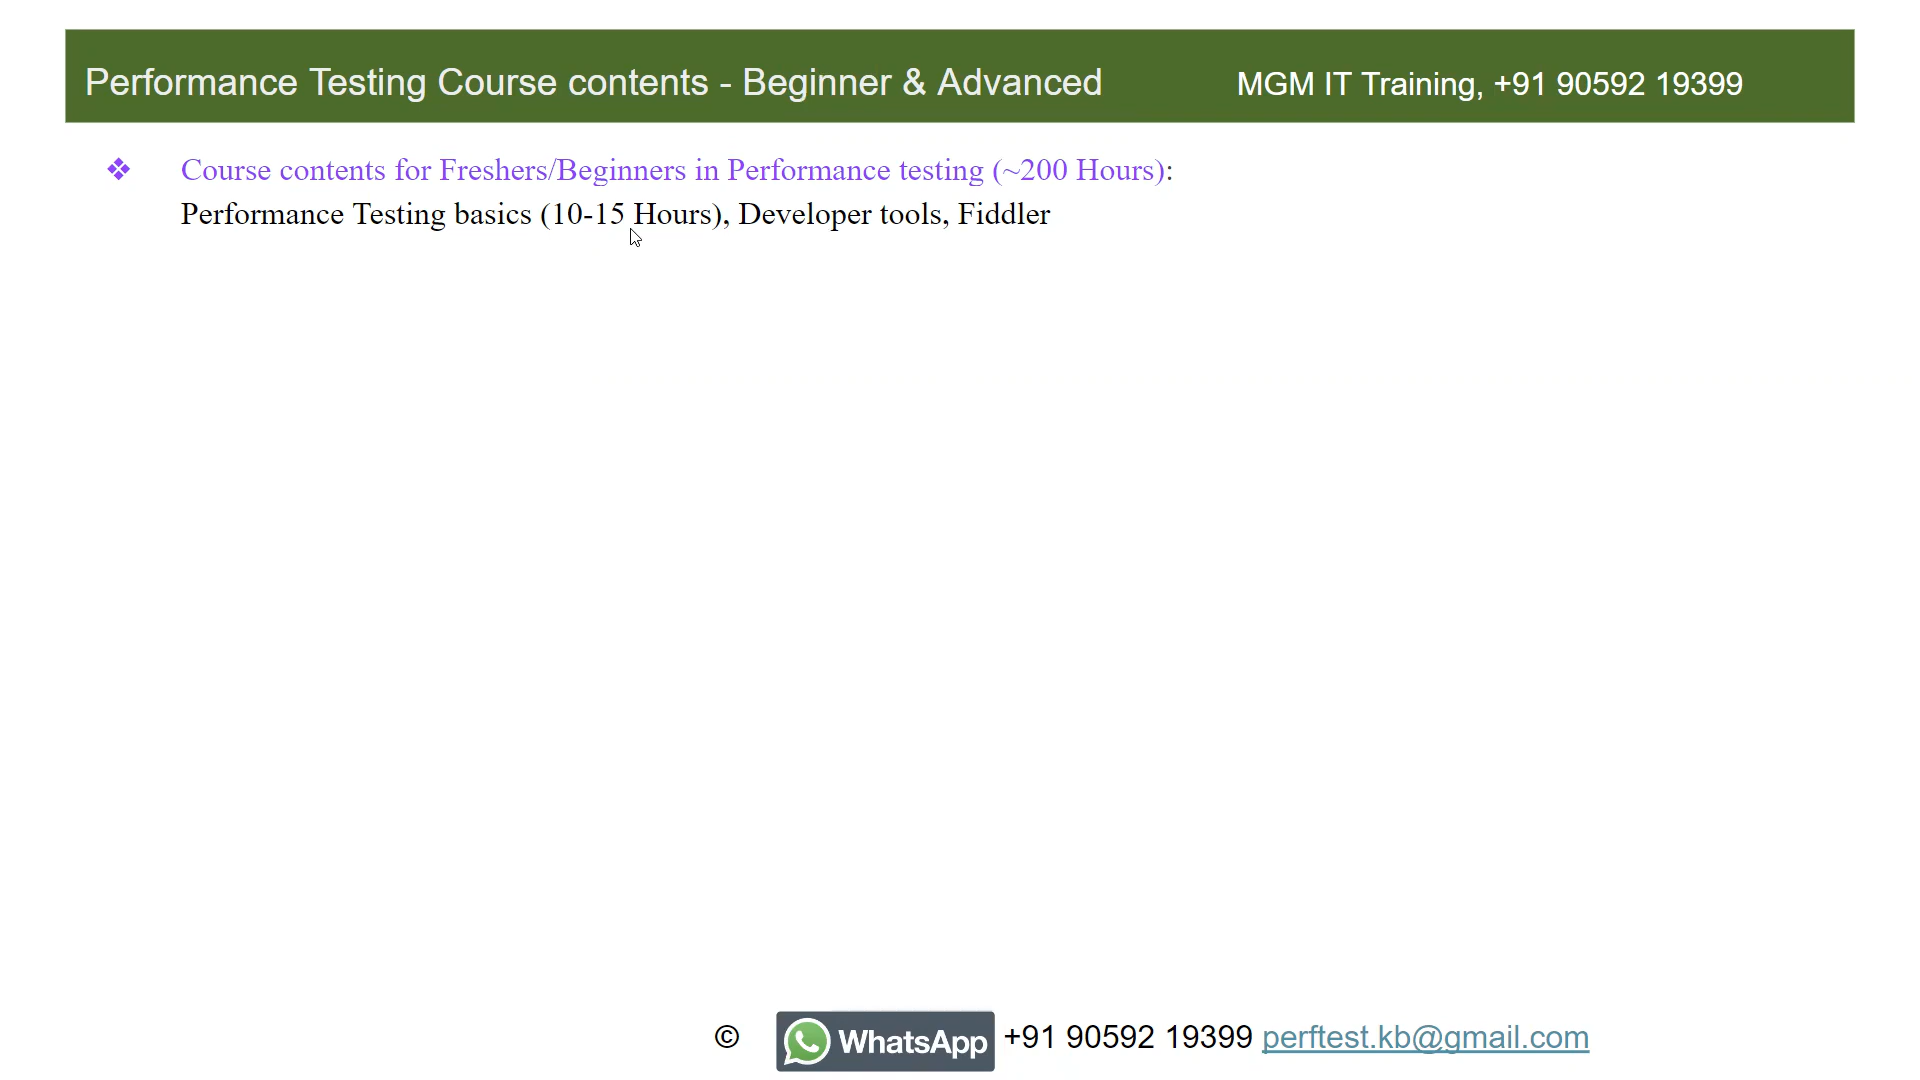 Performance Testing Course contents - Beginner & Advanced
MGM IT Training, +91 90592 19399
❖ Course contents for Freshers/Beginners in Performance testing (~200 Hours):
Performance Testing basics (10-15 Hours), Developer tools, Fiddler
© WhatsApp +91 90592 19399 perftest.kb@gmail.com